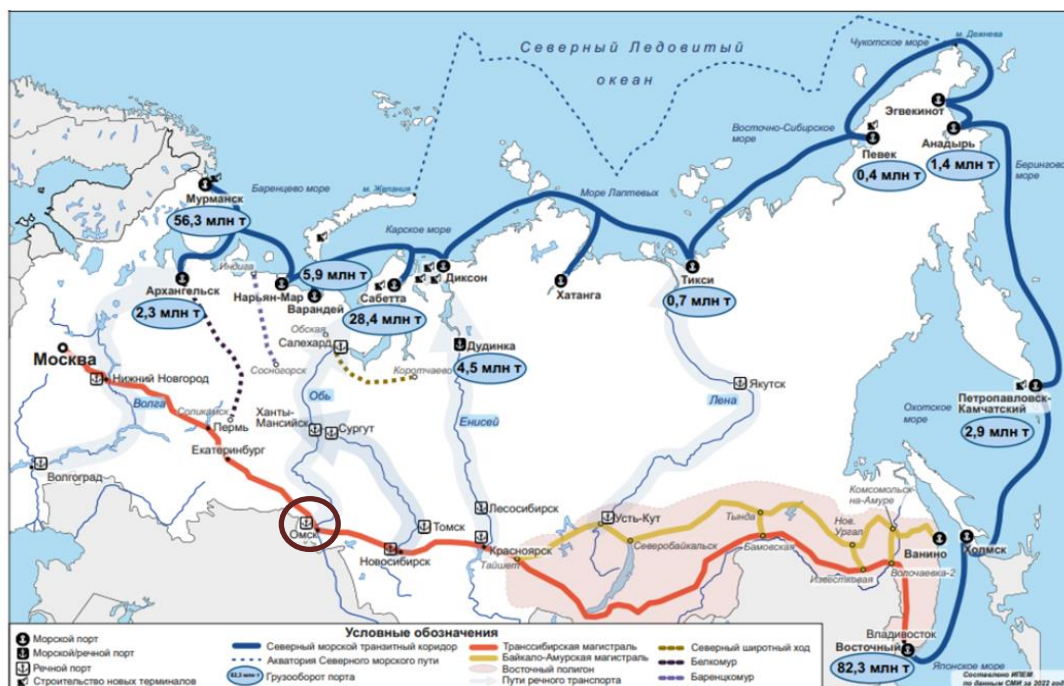 Северный Ледовитый
океан
Чукотское море
м. Дежнева
Эгвекинот
Анадырь
1,4 млн т
Берингово
море
Восточно-Сибирское
море
Певек
0,4 млн т
Море Лаптевых
Баренцево море
м. Желания
Карское море
Мурманск
56,3 млн т
Индига
5,9 млн т
Архангельск
2,3 млн т
Нарьян-Мар
Варандей
Сабетта
28,4 млн т
Диксон
Хатанга
Тикси
0,7 млн т
Обская
Салехард
Дудинка
4,5 млн т
Москва
Сосногорск
Коротчаево
Нижний Новгород
Волга
Соликамск
Пермь
Обь
Ханты-
Мансийск
Сургут
Енисей
Лена
Якутск
Охотское
море
Петропавловск-
Камчатский
2,9 млн т
Екатеринбург
Волгоград
Омск
Томск
Новосибирск
Лесосибирск
Красноярск
Тайшет
Усть-Кут
Северобайкальск
Тында
Бамовская
Комсомольск-
на-Амуре
Нов.
Ургал
Известковая
Волочаевка-2
Ванино
Холмск
Владивосток
Восточный
82,3 млн т
Японское море
Условные обозначения
Морской порт
Морской/речной порт
Речной порт
Строительство новых терминалов
Северный морской транзитный коридор
Акватория Северного морского пути
82,3 млн т
Грузооборот порта
Транссибирская магистраль
Байкало-Амурская магистраль
Восточный полигон
Пути речного транспорта
Северный широтный ход
Белкомур
Баренцкомур
Составлено ИПЕМ
по данным СМИ за 2022 год